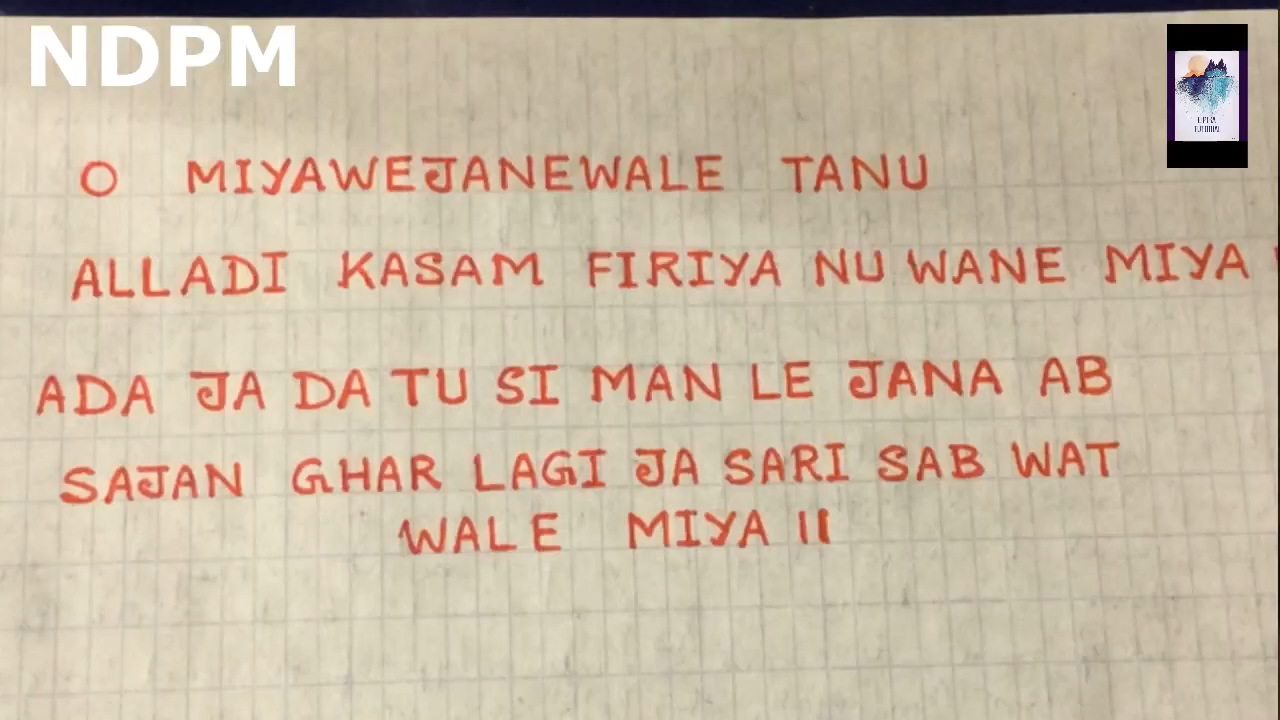 NDPM
O MIYAWEJANEWALE TANU
ALLADI KASAM FIRIYA NU WANE MIYA
ADA JA DA TU SI MAN LE JANA AB
SAJAN GHAR LAGI JA SARI SAB WAT
WALE MIYA II